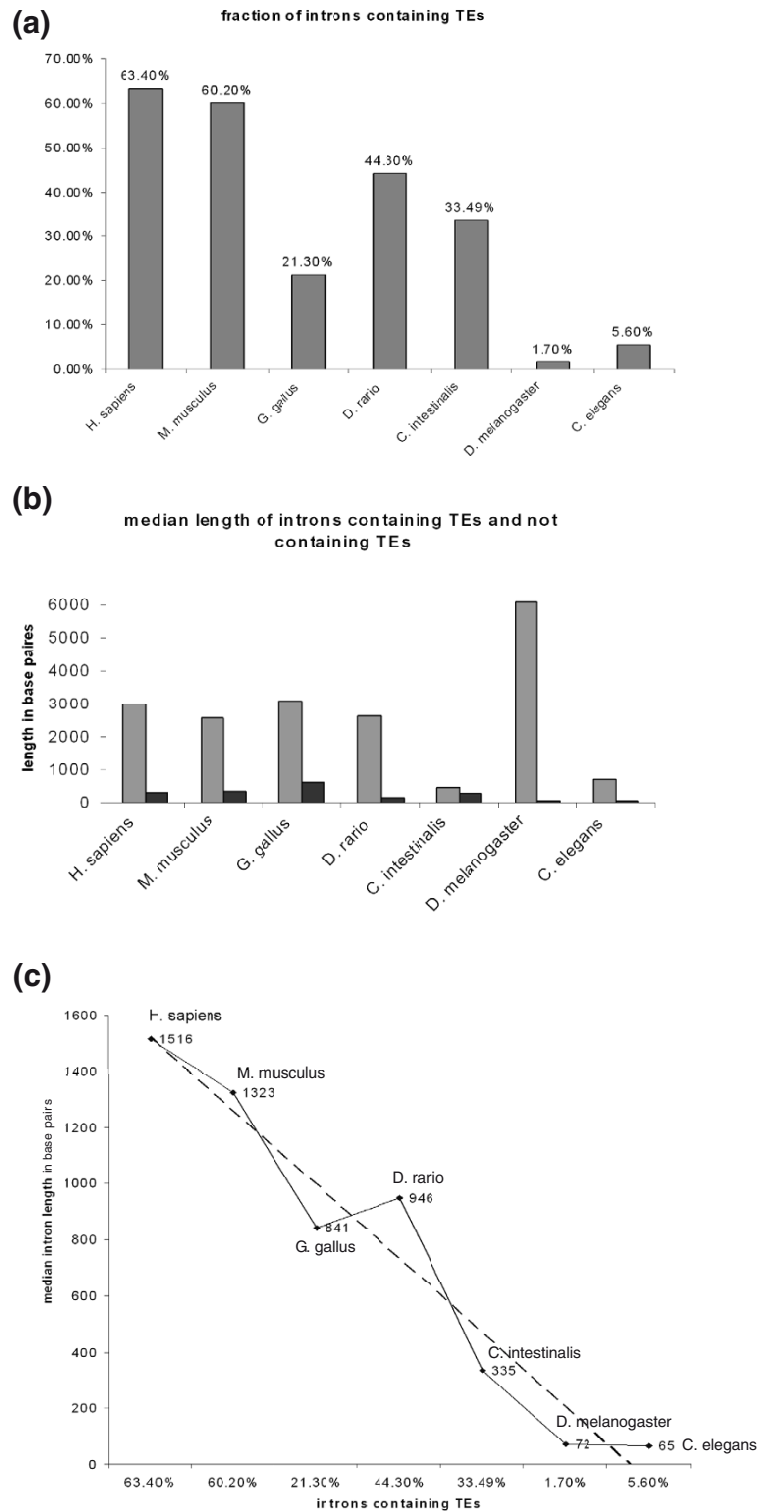 (a)
fraction of introns containing TEs
70.00%
60.00%
50.00%
40.00%
30.00%
20.00%
10.00%
0.00%
63.40%
60.20%
21.30%
44.30%
33.49%
1.70%
5.60%
H. sapiens
M. musculus
G. gallus
D. rario
C. intestinalis
D. melanogaster
C. elegans
(b)
median length of introns containing TEs and not
containing TEs
length in base paires
6000
5000
4000
3000
2000
1000
0
H. sapiens
M. musculus
G. gallus
D. rario
C. intestinalis
D. melanogaster
C. elegans
(c)
median intron length in base pairs
1600
1400
1200
1000
800
600
400
200
0
H. sapiens
1516
M. musculus
1323
D. rario
946
841
G. gallus
C. intestinalis
335
D. melanogaster
72
65 C. elegans
63.40% 60.20% 21.30% 44.30% 33.49% 1.70% 5.60%
irtrons containing TEs